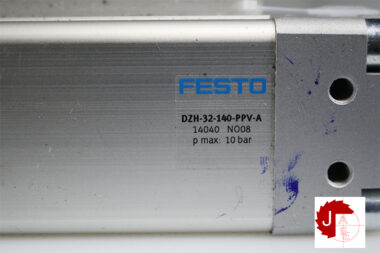 FESTO
DZH-32-140-PPV-A
14040 NO08
p max: 10 bar